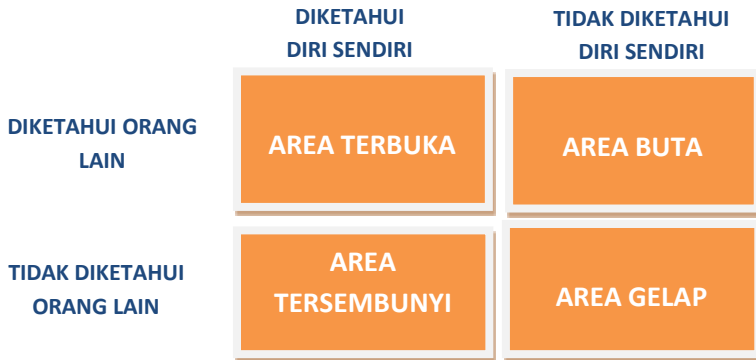 DIKETAHUI
DIRI SENDIRI
TIDAK DIKETAHUI
DIRI SENDIRI
DIKETAHUI ORANG
LAIN
AREA TERBUKA
AREA BUTA
TIDAK DIKETAHUI
ORANG LAIN
AREA
TERSEMBUNYI
AREA GELAP